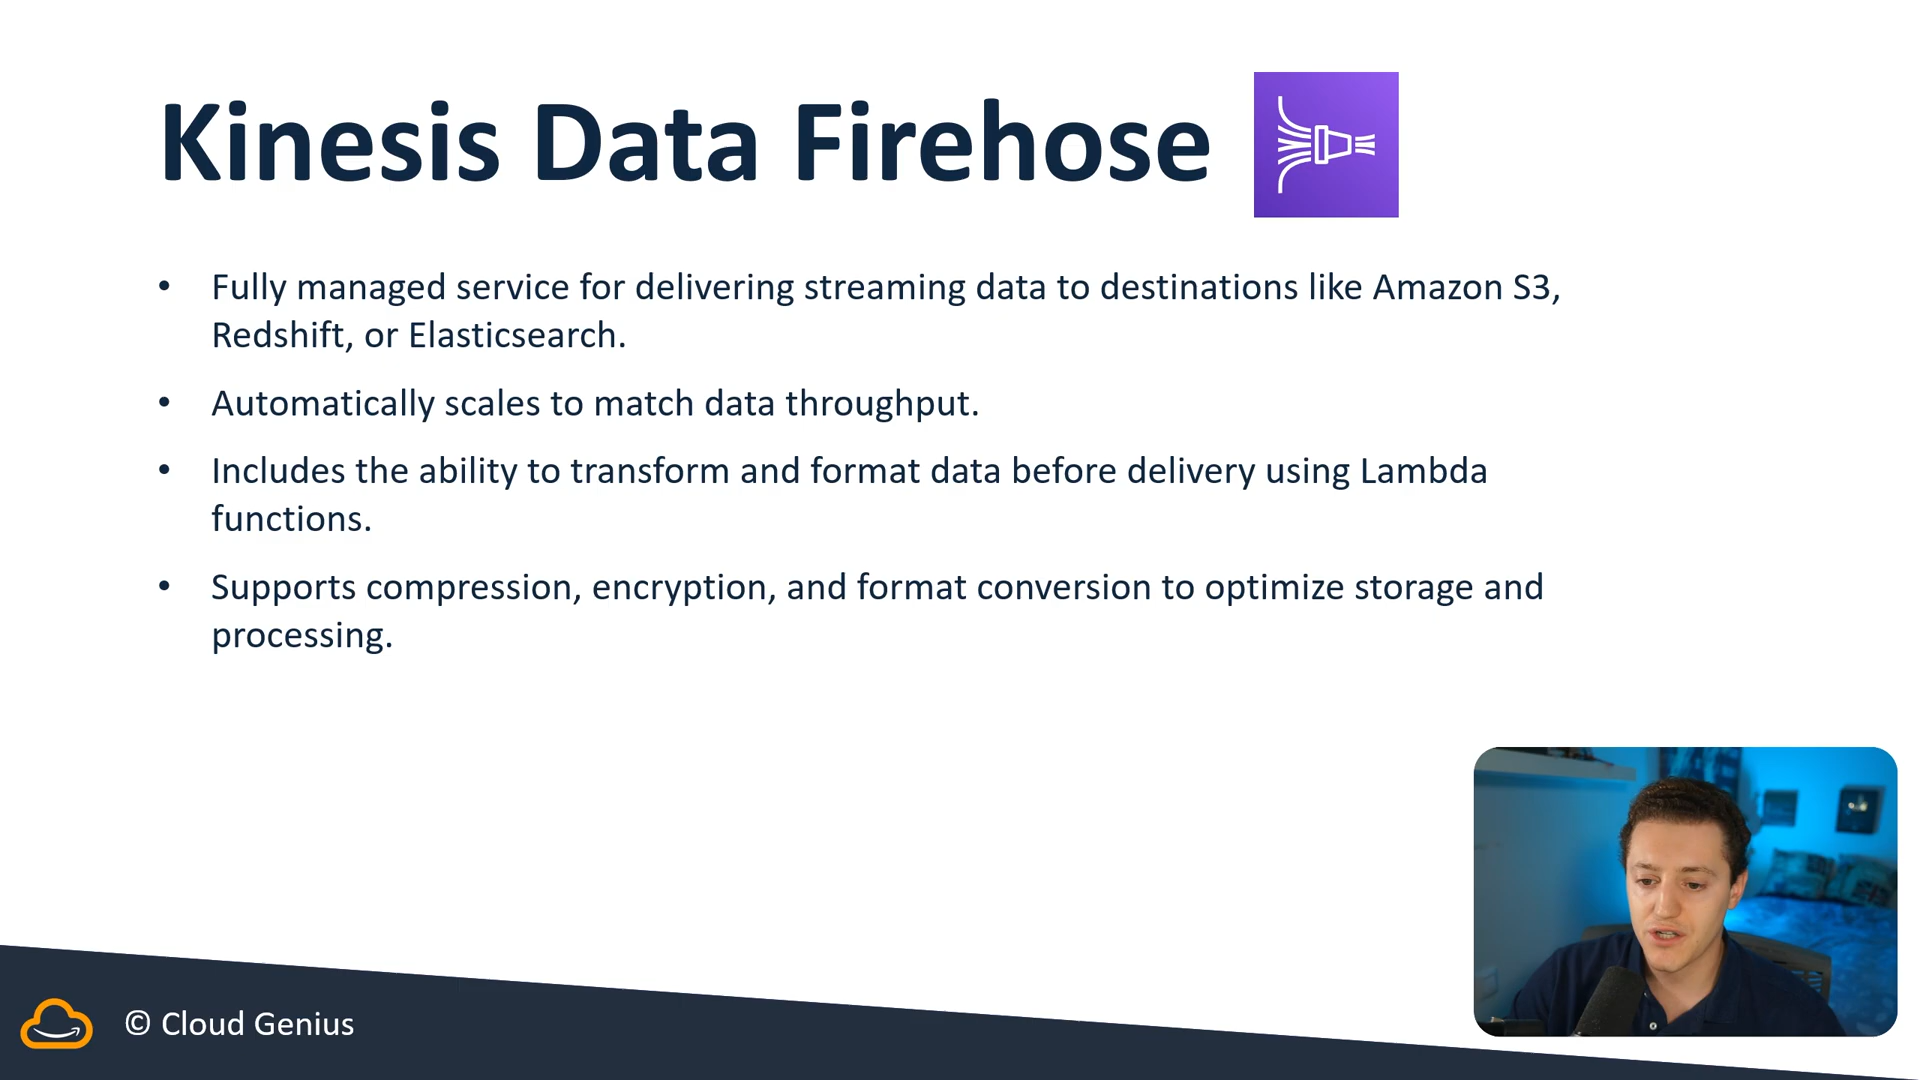 Kinesis Data Firehose
• Fully managed service for delivering streaming data to destinations like Amazon S3,
Redshift, or Elasticsearch.
• Automatically scales to match data throughput.
• Includes the ability to transform and format data before delivery using Lambda
functions.
• Supports compression, encryption, and format conversion to optimize storage and
processing.
© Cloud Genius